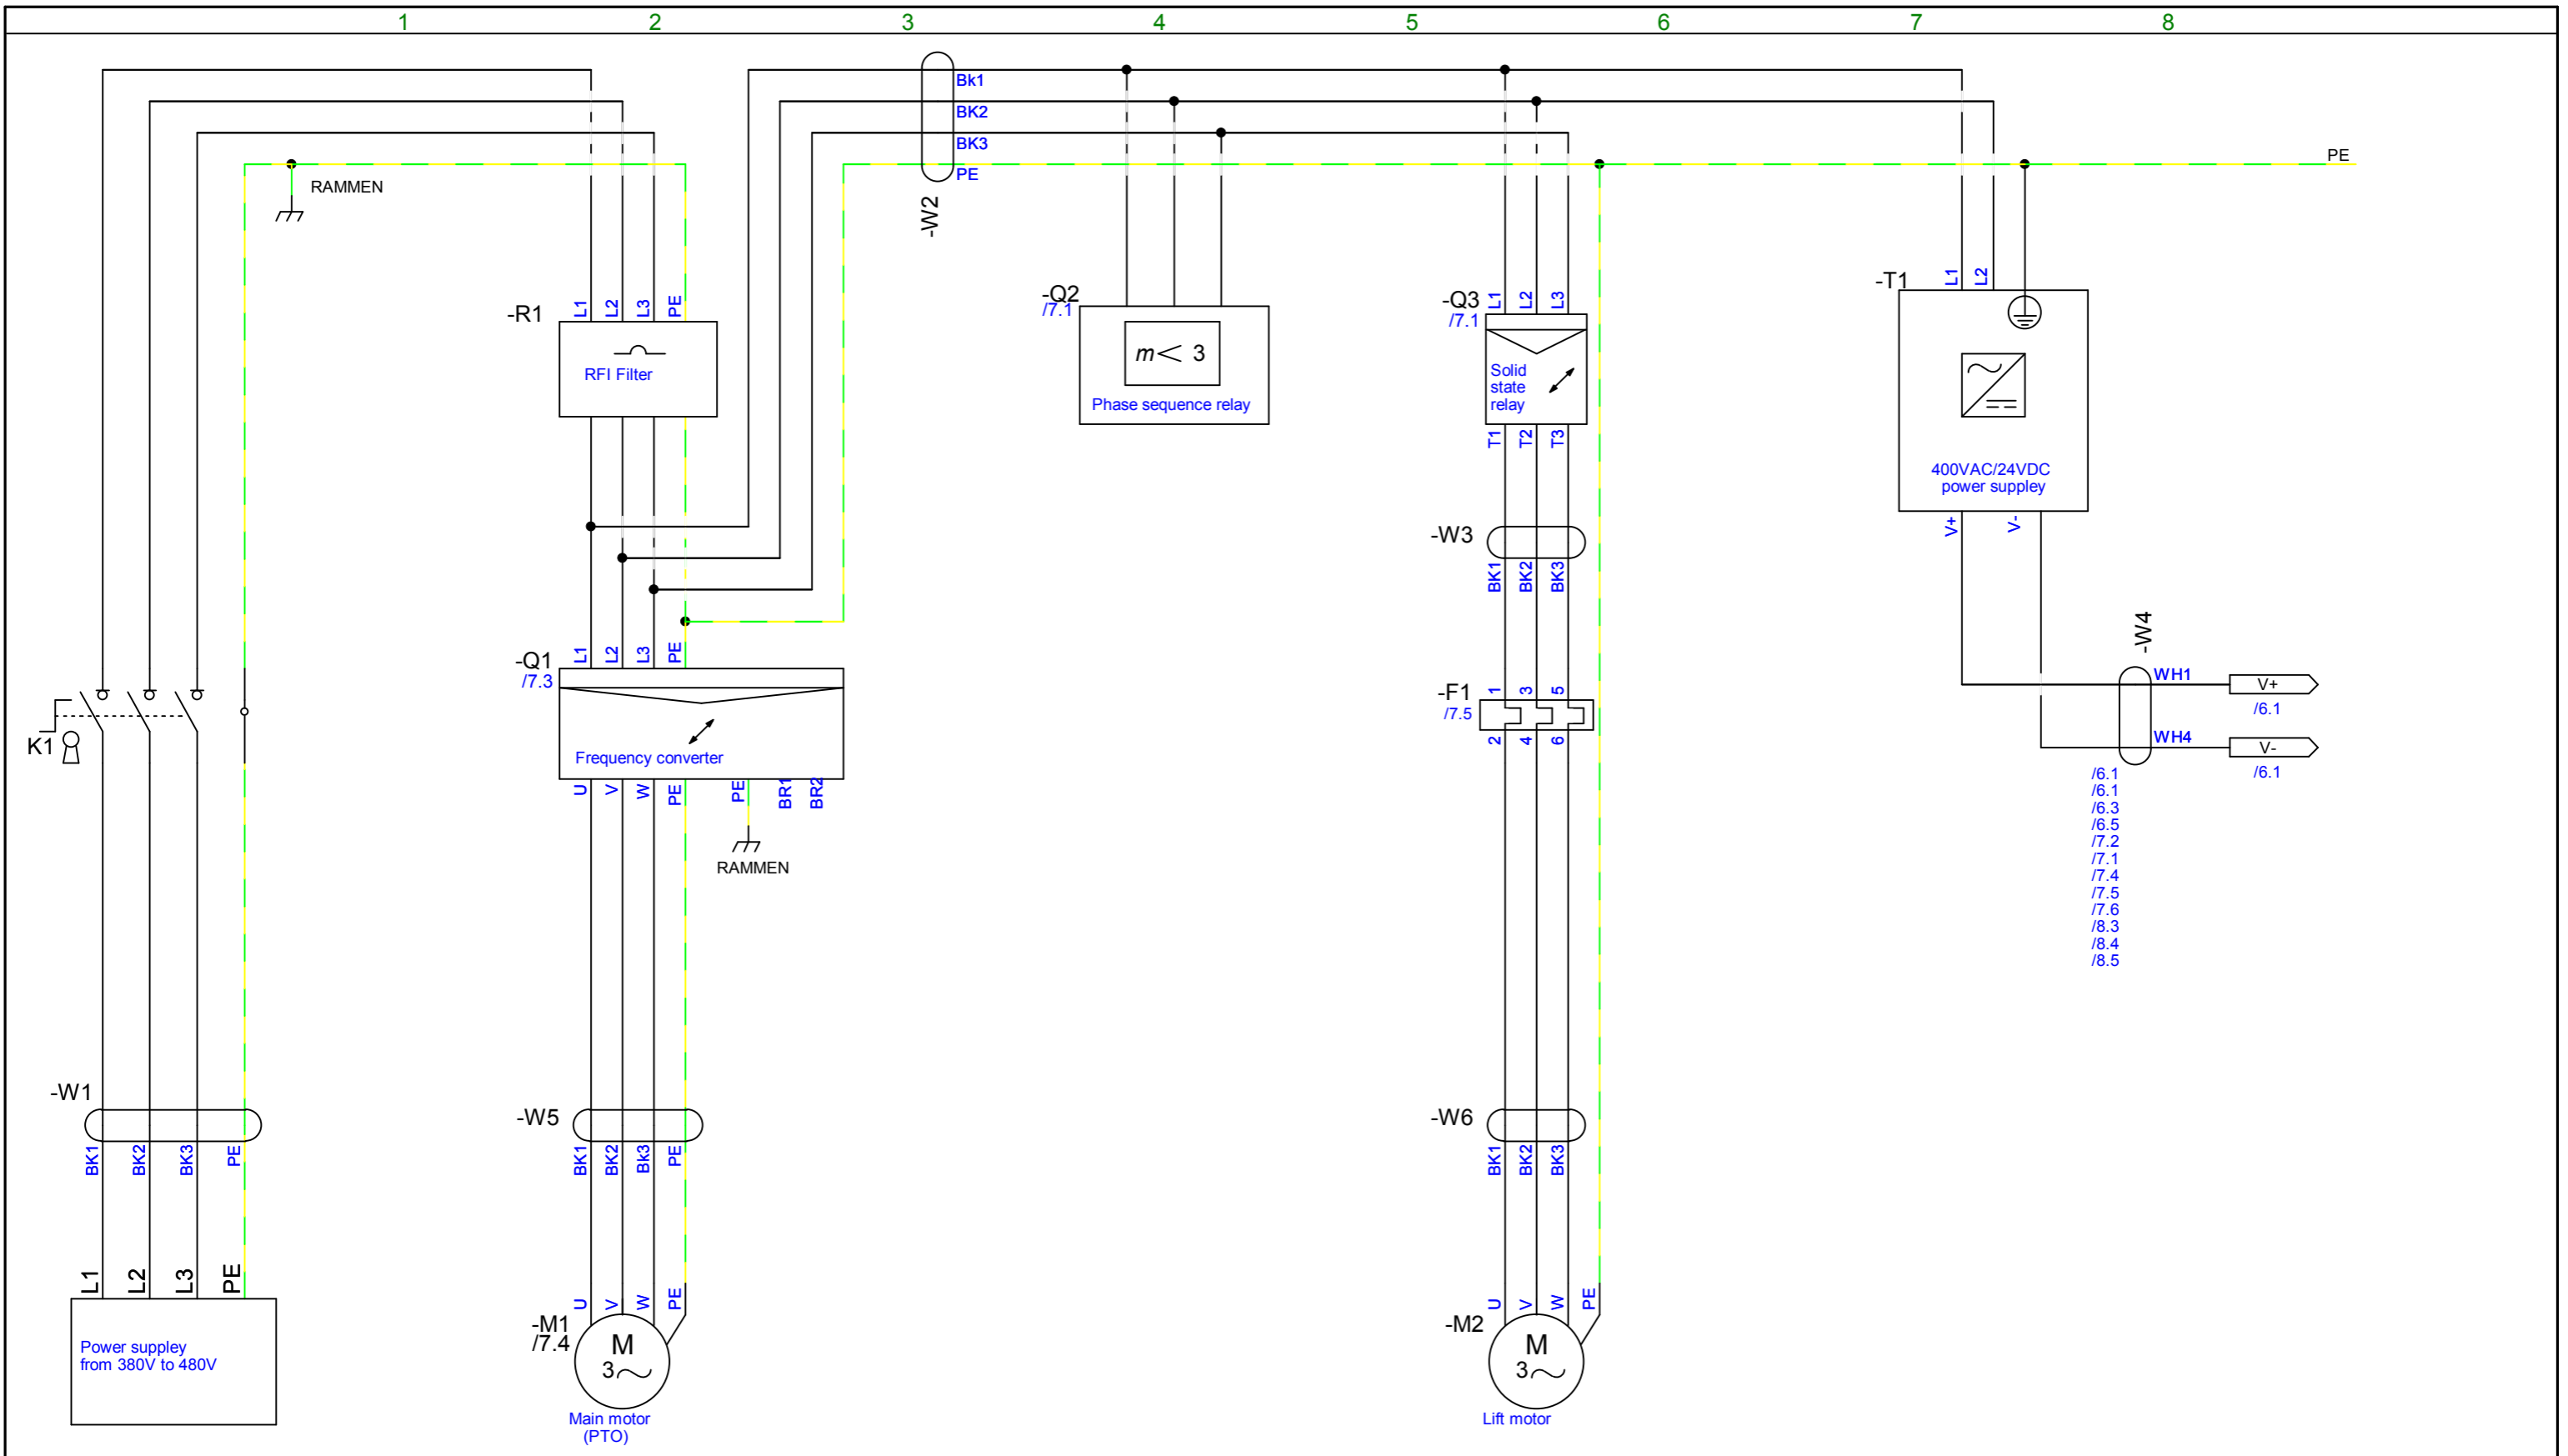 1 2 3 4 5 6 7 8
Bk1
BK2
BK3
PE
-W2
PE
RAMMEN
-R1
L1 L2 L3 PE
RFI Filter
-Q2
/7.1
m< 3
Phase sequence relay
-Q3
/7.1
L1 L2 L3
Solid
state
relay
T1 T2 T3
-T1
L1 L2
400VAC/24VDC
power suppley
V+ V-
-W3
BK1 BK2 BK3
-W4
WH1
V+
/6.1
WH4
V-
/6.1
/6.1
/6.1
/6.3
/6.5
/7.2
/7.1
/7.4
/7.5
/7.6
/8.3
/8.4
/8.5
-Q1
/7.3
L1 L2 L3 PE
Frequency converter
U V W PE PE BR1 BR2
RAMMEN
-F1
/7.5
1 3 5
2 4 6
K1
-W1
BK1 BK2 BK3 PE
-W5
BK1 BK2 Bk3 PE
-W6
BK1 BK2 BK3
L1 L2 L3 PE
Power suppley
from 380V to 480V
-M1
/7.4
U V W PE
M
3
Main motor
(PTO)
-M2
U V W PE
M
3
Lift motor